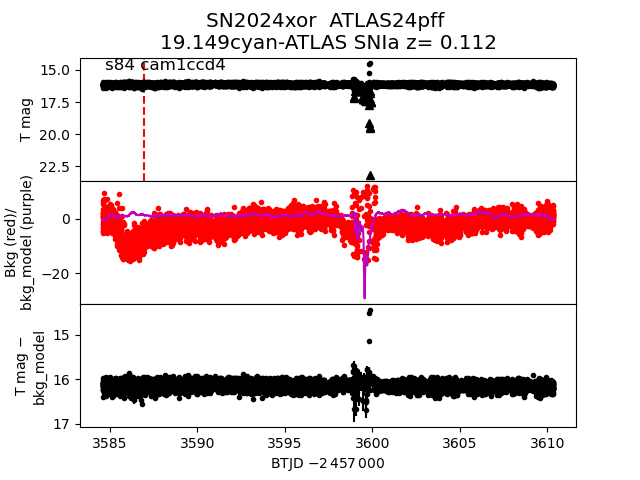 SN2024xor  ATLAS24pff
19.149cyan-ATLAS SNIa z= 0.112
s84 cam1ccd4
15.0
17.5
20.0
22.5
T mag
0
−20
Bkg (red)/
bkg_model (purple)
15
16
17
T mag −
bkg_model
3585 3590 3595 3600 3605 3610
BTJD −2 457 000